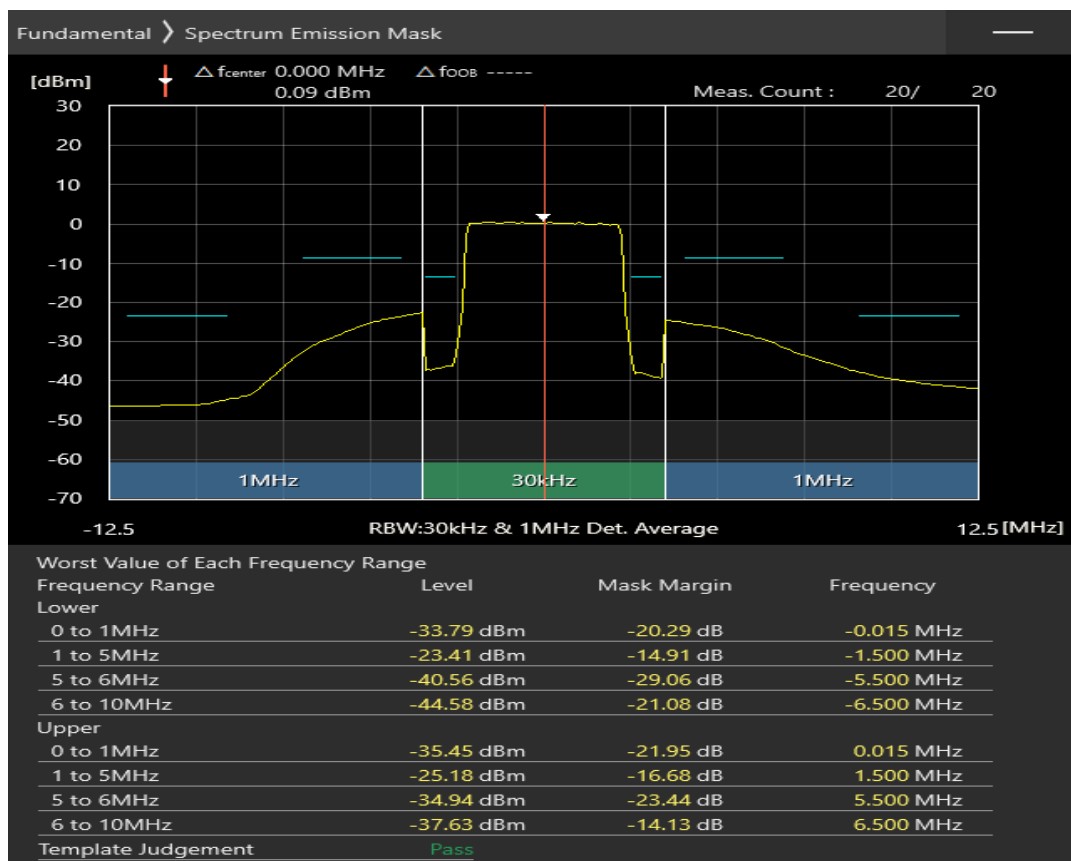 Fundamental ❯ Spectrum Emission Mask
[dBm] △ fcenter 0.000 MHz △ fOOB -----
0.09 dBm Meas. Count : 20/ 20
30
20
10
0
-10
-20
-30
-40
-50
-60
-70
1MHz 30kHz 1MHz
-12.5 RBW:30kHz & 1MHz Det. Average 12.5 [MHz]
Worst Value of Each Frequency Range
Frequency Range Level Mask Margin Frequency
Lower
0 to 1MHz -33.79 dBm -20.29 dB -0.015 MHz
1 to 5MHz -23.41 dBm -14.91 dB -1.500 MHz
5 to 6MHz -40.56 dBm -29.06 dB -5.500 MHz
6 to 10MHz -44.58 dBm -21.08 dB -6.500 MHz
Upper
0 to 1MHz -35.45 dBm -21.95 dB 0.015 MHz
1 to 5MHz -25.18 dBm -16.68 dB 1.500 MHz
5 to 6MHz -34.94 dBm -23.44 dB 5.500 MHz
6 to 10MHz -37.63 dBm -14.13 dB 6.500 MHz
Template Judgement Pass